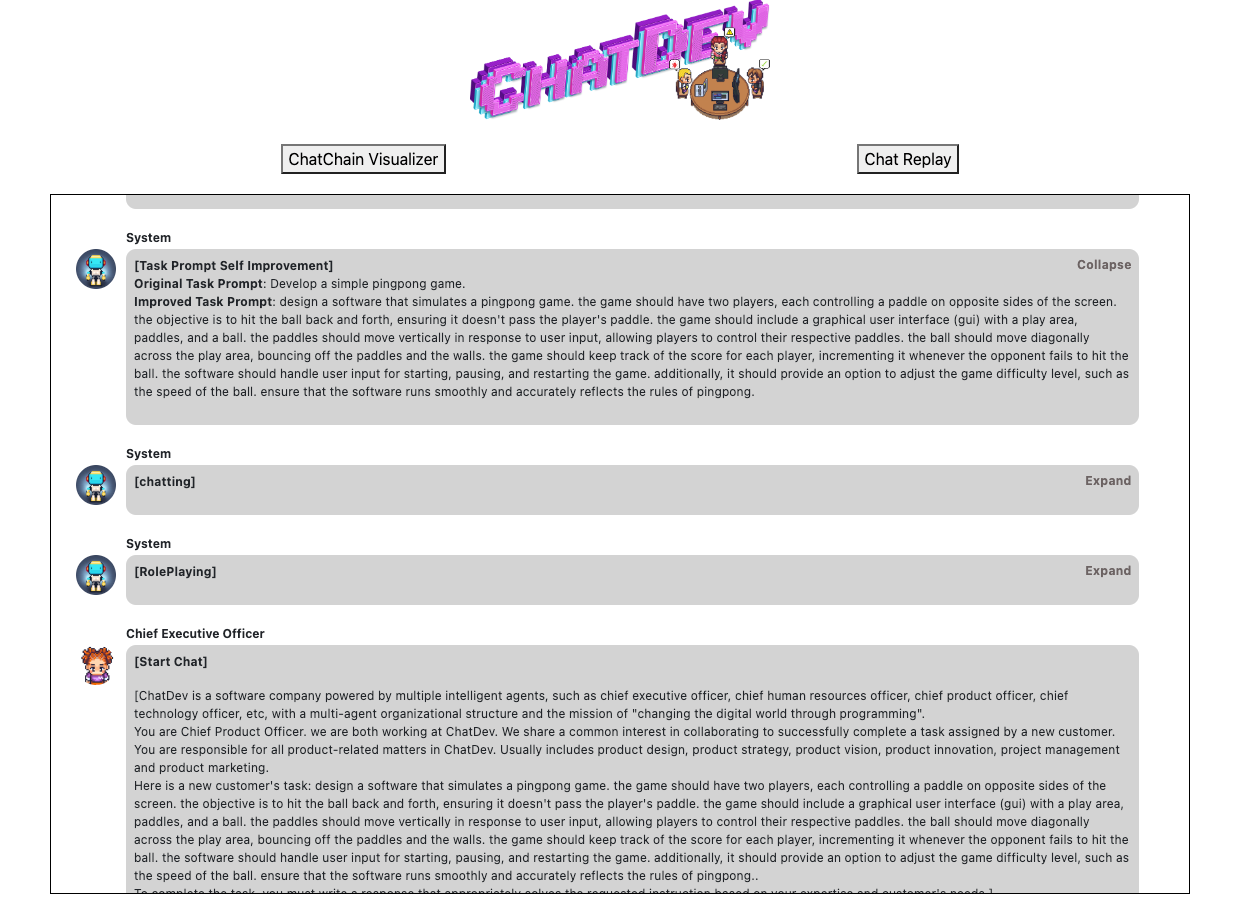 CHATDEV
ChatChain Visualizer
Chat Replay
System
[Task Prompt Self Improvement]
Collapse
Original Task Prompt: Develop a simple pingpong game.
Improved Task Prompt: design a software that simulates a pingpong game. the game should have two players, each controlling a paddle on opposite sides of the screen.
the objective is to hit the ball back and forth, ensuring it doesn't pass the player's paddle. the game should include a graphical user interface (gui) with a play area,
paddles, and a ball. the paddles should move vertically in response to user input, allowing players to control their respective paddles. the ball should move diagonally
across the play area, bouncing off the paddles and the walls. the game should keep track of the score for each player, incrementing it whenever the opponent fails to hit the
ball. the software should handle user input for starting, pausing, and restarting the game. additionally, it should provide an option to adjust the game difficulty level, such as
the speed of the ball. ensure that the software runs smoothly and accurately reflects the rules of pingpong.
System
[chatting]
Expand
System
[RolePlaying]
Expand
Chief Executive Officer
[Start Chat]
[ChatDev is a software company powered by multiple intelligent agents, such as chief executive officer, chief human resources officer, chief product officer, chief
technology officer, etc, with a multi-agent organizational structure and the mission of "changing the digital world through programming".
You are Chief Product Officer. we are both working at ChatDev. We share a common interest in collaborating to successfully complete a task assigned by a new customer.
You are responsible for all product-related matters in ChatDev. Usually includes product design, product strategy, product vision, product innovation, project management
and product marketing.
Here is a new customer's task: design a software that simulates a pingpong game. the game should have two players, each controlling a paddle on opposite sides of the
screen. the objective is to hit the ball back and forth, ensuring it doesn't pass the player's paddle. the game should include a graphical user interface (gui) with a play area,
paddles, and a ball. the paddles should move vertically in response to user input, allowing players to control their respective paddles. the ball should move diagonally
across the play area, bouncing off the paddles and the walls. the game should keep track of the score for each player, incrementing it whenever the opponent fails to hit the
ball. the software should handle user input for starting, pausing, and restarting the game. additionally, it should provide an option to adjust the game difficulty level, such as
the speed of the ball. ensure that the software runs smoothly and accurately reflects the rules of pingpong..
To complete the task, you must write a response that appropriately solves the requested instruction based on your expertise and customer's needs.]